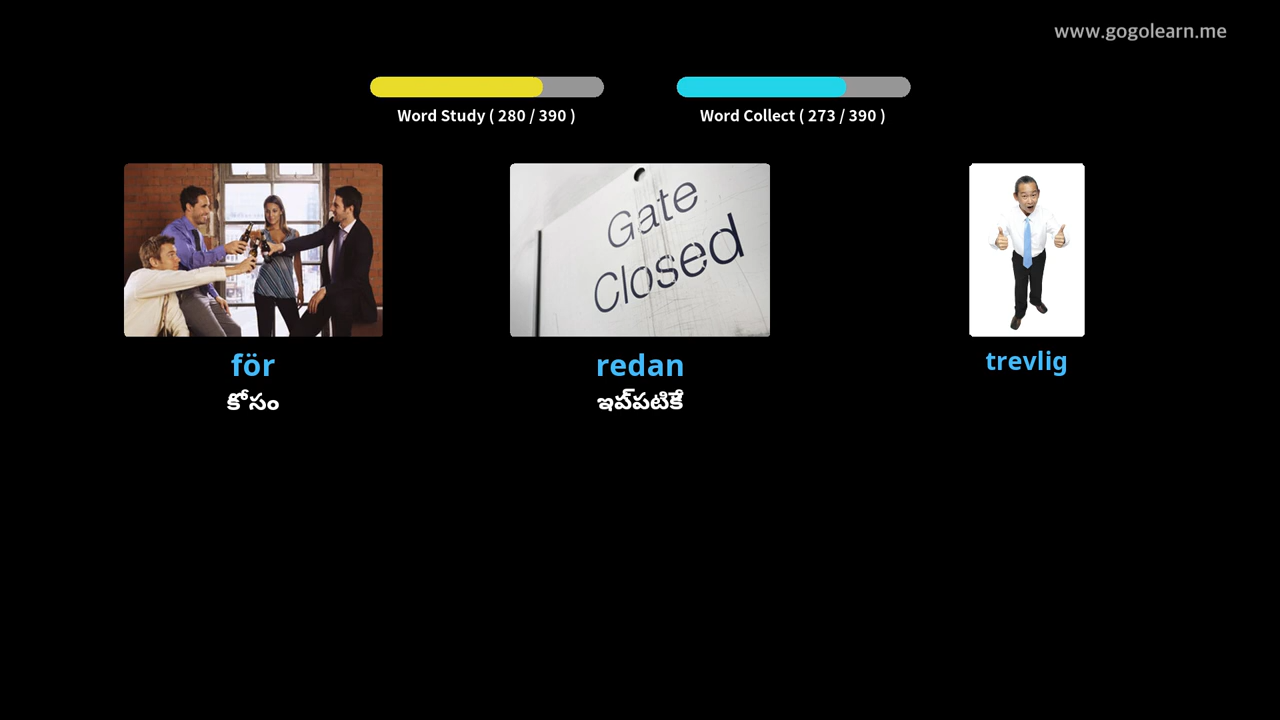 www.gogolearn.me
Word Study ( 280 / 390 )
Word Collect ( 273 / 390 )
Gate
Closed
för
redan
trevlig
కోసం
ఇప్పటికే